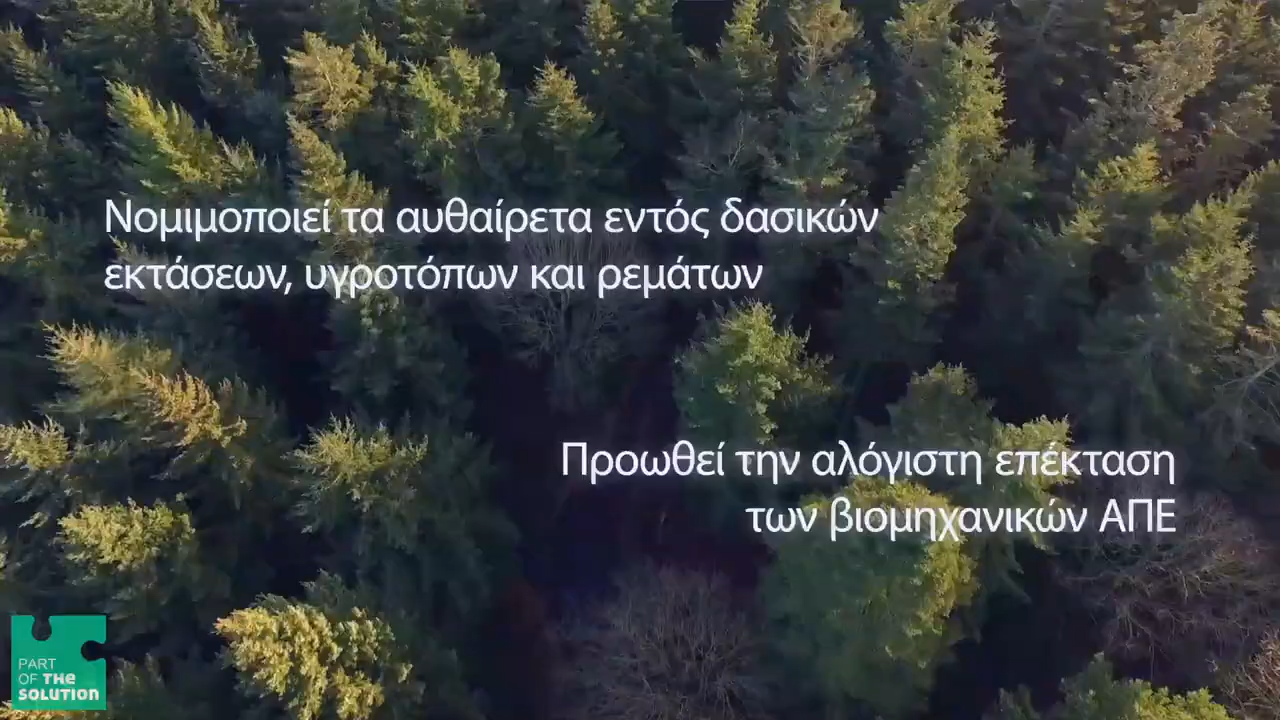 Νομιμοποιεί τα αυθαίρετα εντός δασικών
εκτάσεων, υγροτόπων και ρεμάτων
Προωθεί την αλόγιστη επέκταση
των βιομηχανικών ΑΠΕ
PART
OF THE
SOLUTION